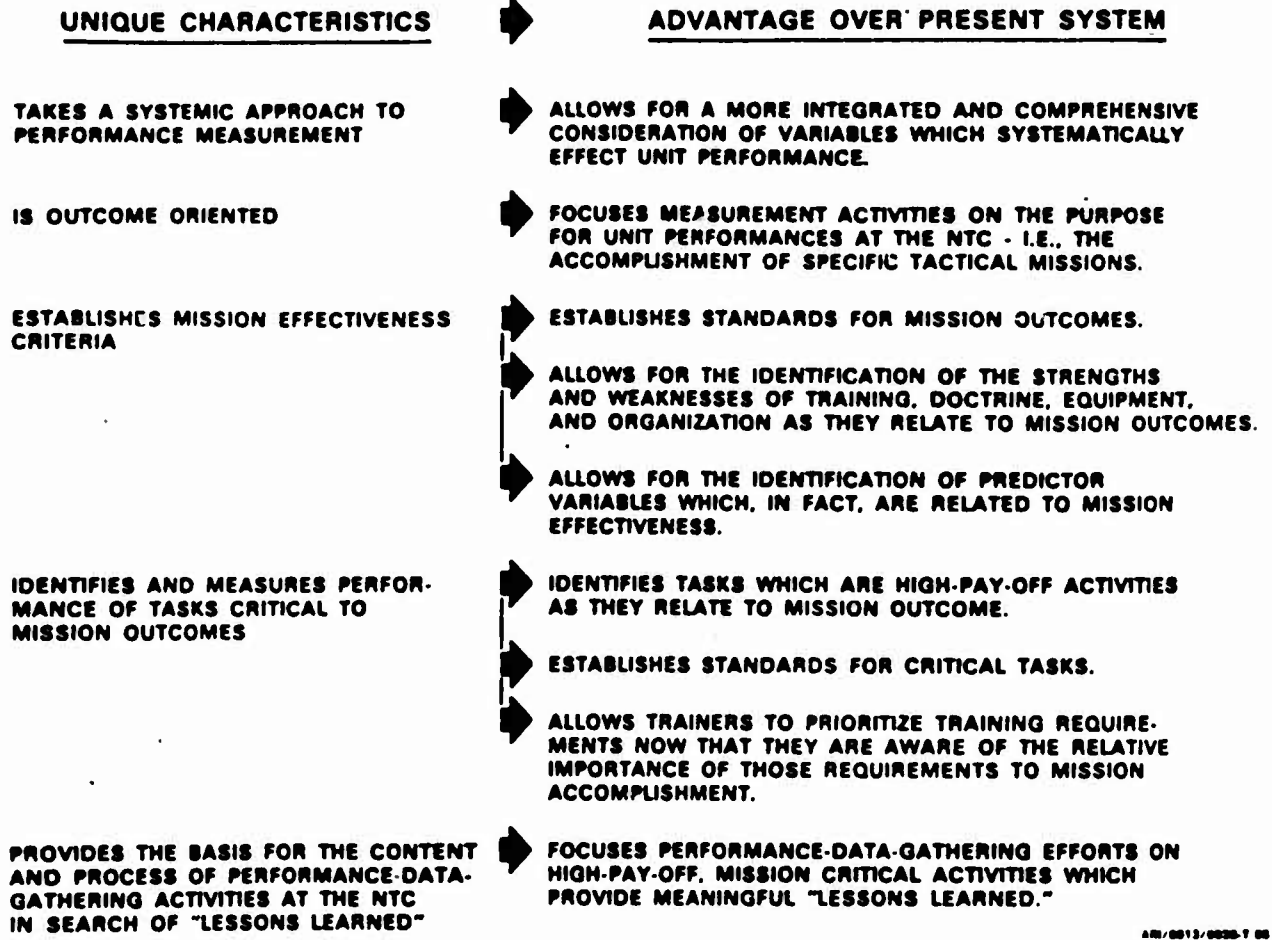 UNIQUE CHARACTERISTICS
ADVANTAGE OVER PRESENT SYSTEM
TAKES A SYSTEMIC APPROACH TO
PERFORMANCE MEASUREMENT
ALLOWS FOR A MORE INTEGRATED AND COMPREHENSIVE
CONSIDERATION OF VARIABLES WHICH SYSTEMATICALLY
EFFECT UNIT PERFORMANCE.
IS OUTCOME ORIENTED
FOCUSES MEASUREMENT ACTIVITIES ON THE PURPOSE
FOR UNIT PERFORMANCES AT THE NTC - I.E., THE
ACCOMPLISHMENT OF SPECIFIC TACTICAL MISSIONS.
ESTABLISHES MISSION EFFECTIVENESS
CRITERIA
ESTABLISHES STANDARDS FOR MISSION OUTCOMES.
ALLOWS FOR THE IDENTIFICATION OF THE STRENGTHS
AND WEAKNESSES OF TRAINING, DOCTRINE, EQUIPMENT,
AND ORGANIZATION AS THEY RELATE TO MISSION OUTCOMES.
ALLOWS FOR THE IDENTIFICATION OF PREDICTOR
VARIABLES WHICH, IN FACT, ARE RELATED TO MISSION
EFFECTIVENESS.
IDENTIFIES AND MEASURES PERFOR-
MANCE OF TASKS CRITICAL TO
MISSION OUTCOMES
IDENTIFIES TASKS WHICH ARE HIGH-PAY-OFF ACTIVITIES
AS THEY RELATE TO MISSION OUTCOME.
ESTABLISHES STANDARDS FOR CRITICAL TASKS.
ALLOWS TRAINERS TO PRIORITIZE TRAINING REQUIRE-
MENTS NOW THAT THEY ARE AWARE OF THE RELATIVE
IMPORTANCE OF THOSE REQUIREMENTS TO MISSION
ACCOMPLISHMENT.
PROVIDES THE BASIS FOR THE CONTENT
AND PROCESS OF PERFORMANCE-DATA-
GATHERING ACTIVITIES AT THE NTC
IN SEARCH OF "LESSONS LEARNED"
FOCUSES PERFORMANCE-DATA-GATHERING EFFORTS ON
HIGH-PAY-OFF, MISSION CRITICAL ACTIVITIES WHICH
PROVIDE MEANINGFUL "LESSONS LEARNED."